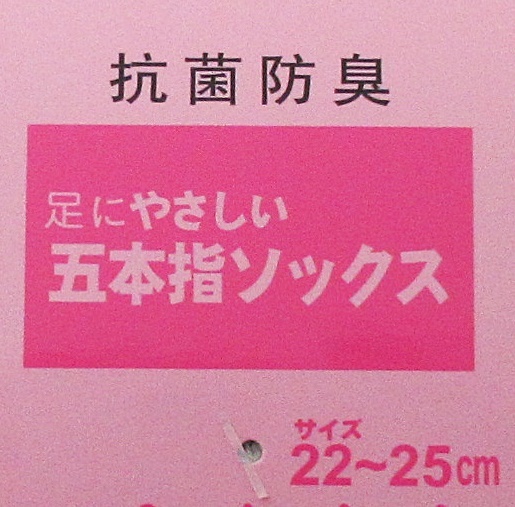 抗菌防臭
足にやさしい
五本指ソックス
サイズ
22~25cm